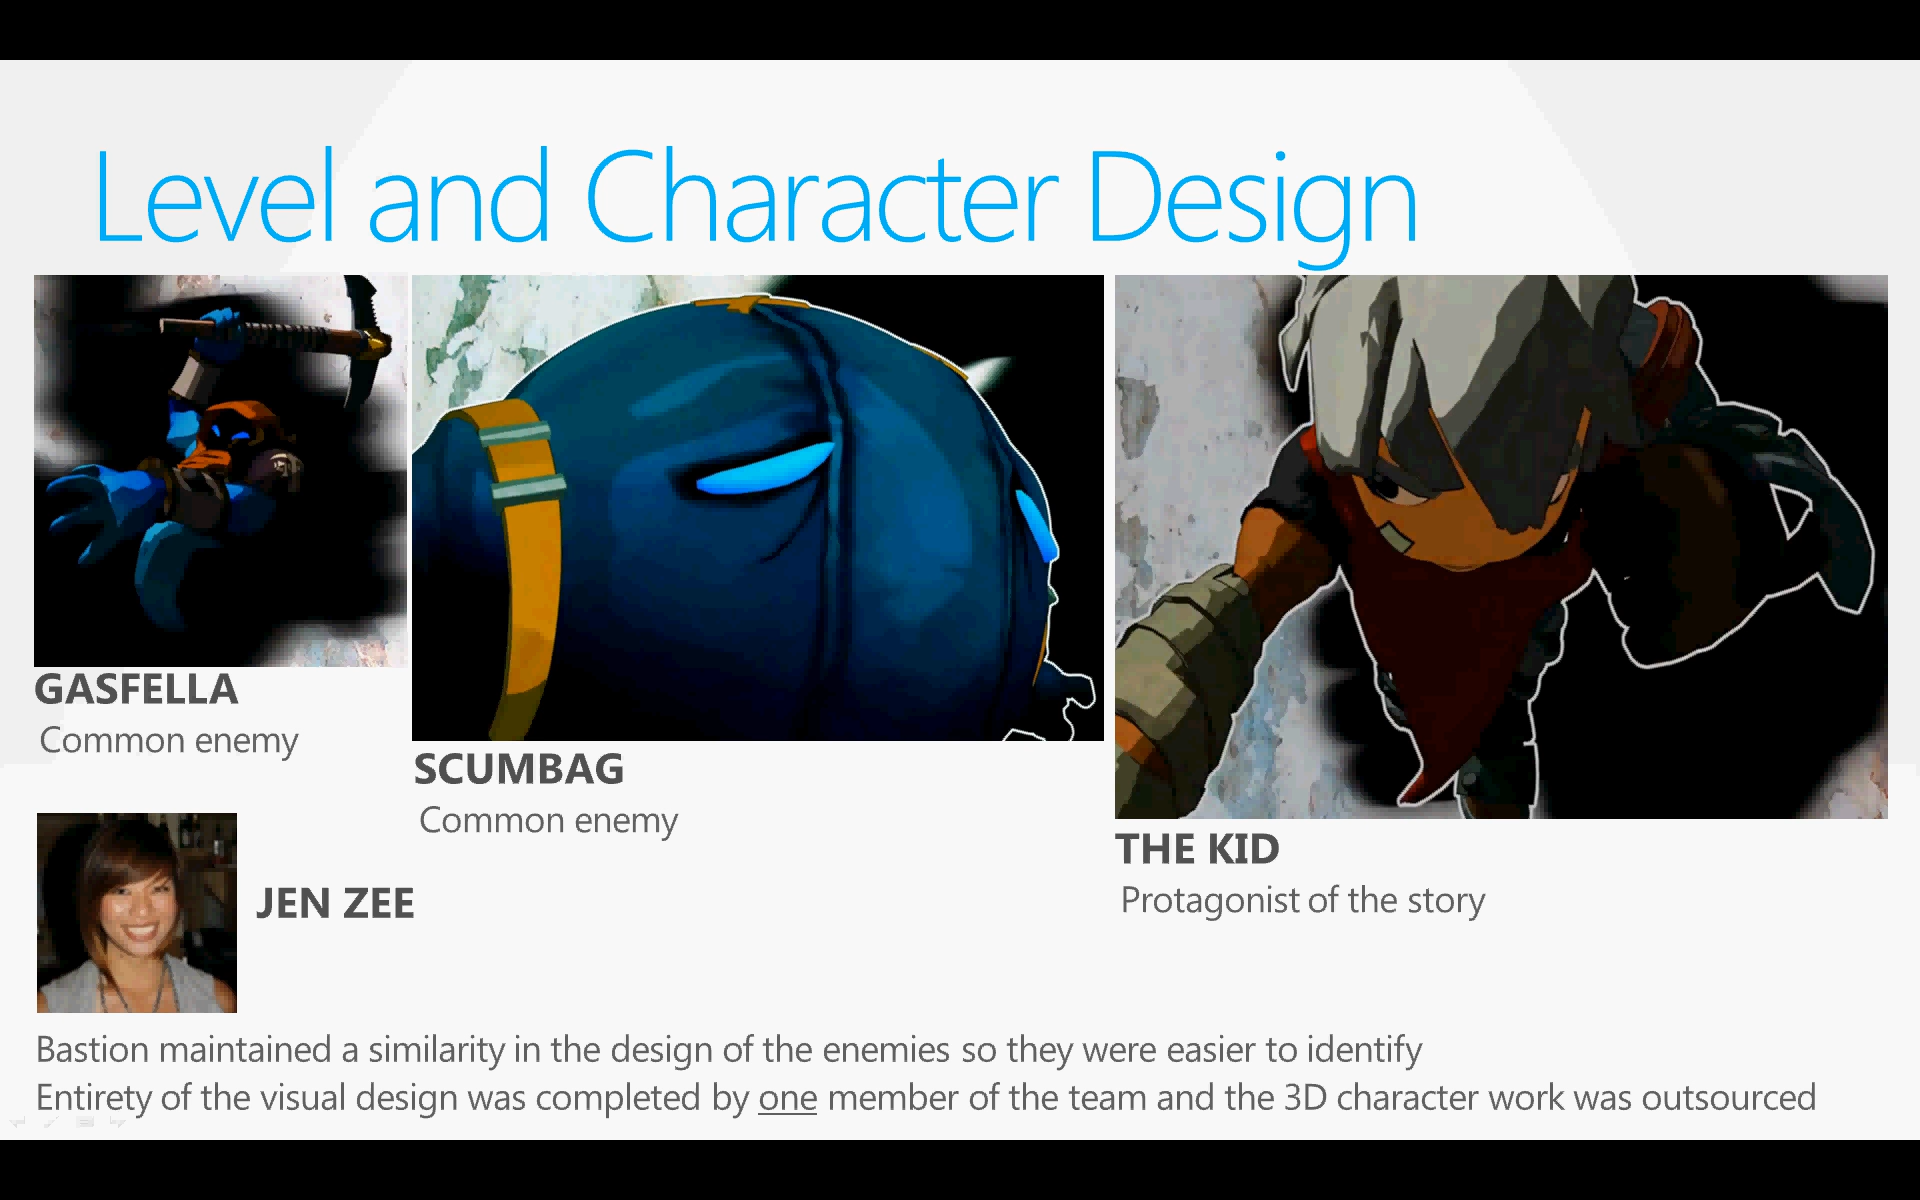 Level and Character Design
GASFELLA
Common enemy
SCUMBAG
Common enemy
THE KID
Protagonist of the story
JEN ZEE
Bastion maintained a similarity in the design of the enemies so they were easier to identify
Entirety of the visual design was completed by one member of the team and the 3D character work was outsourced